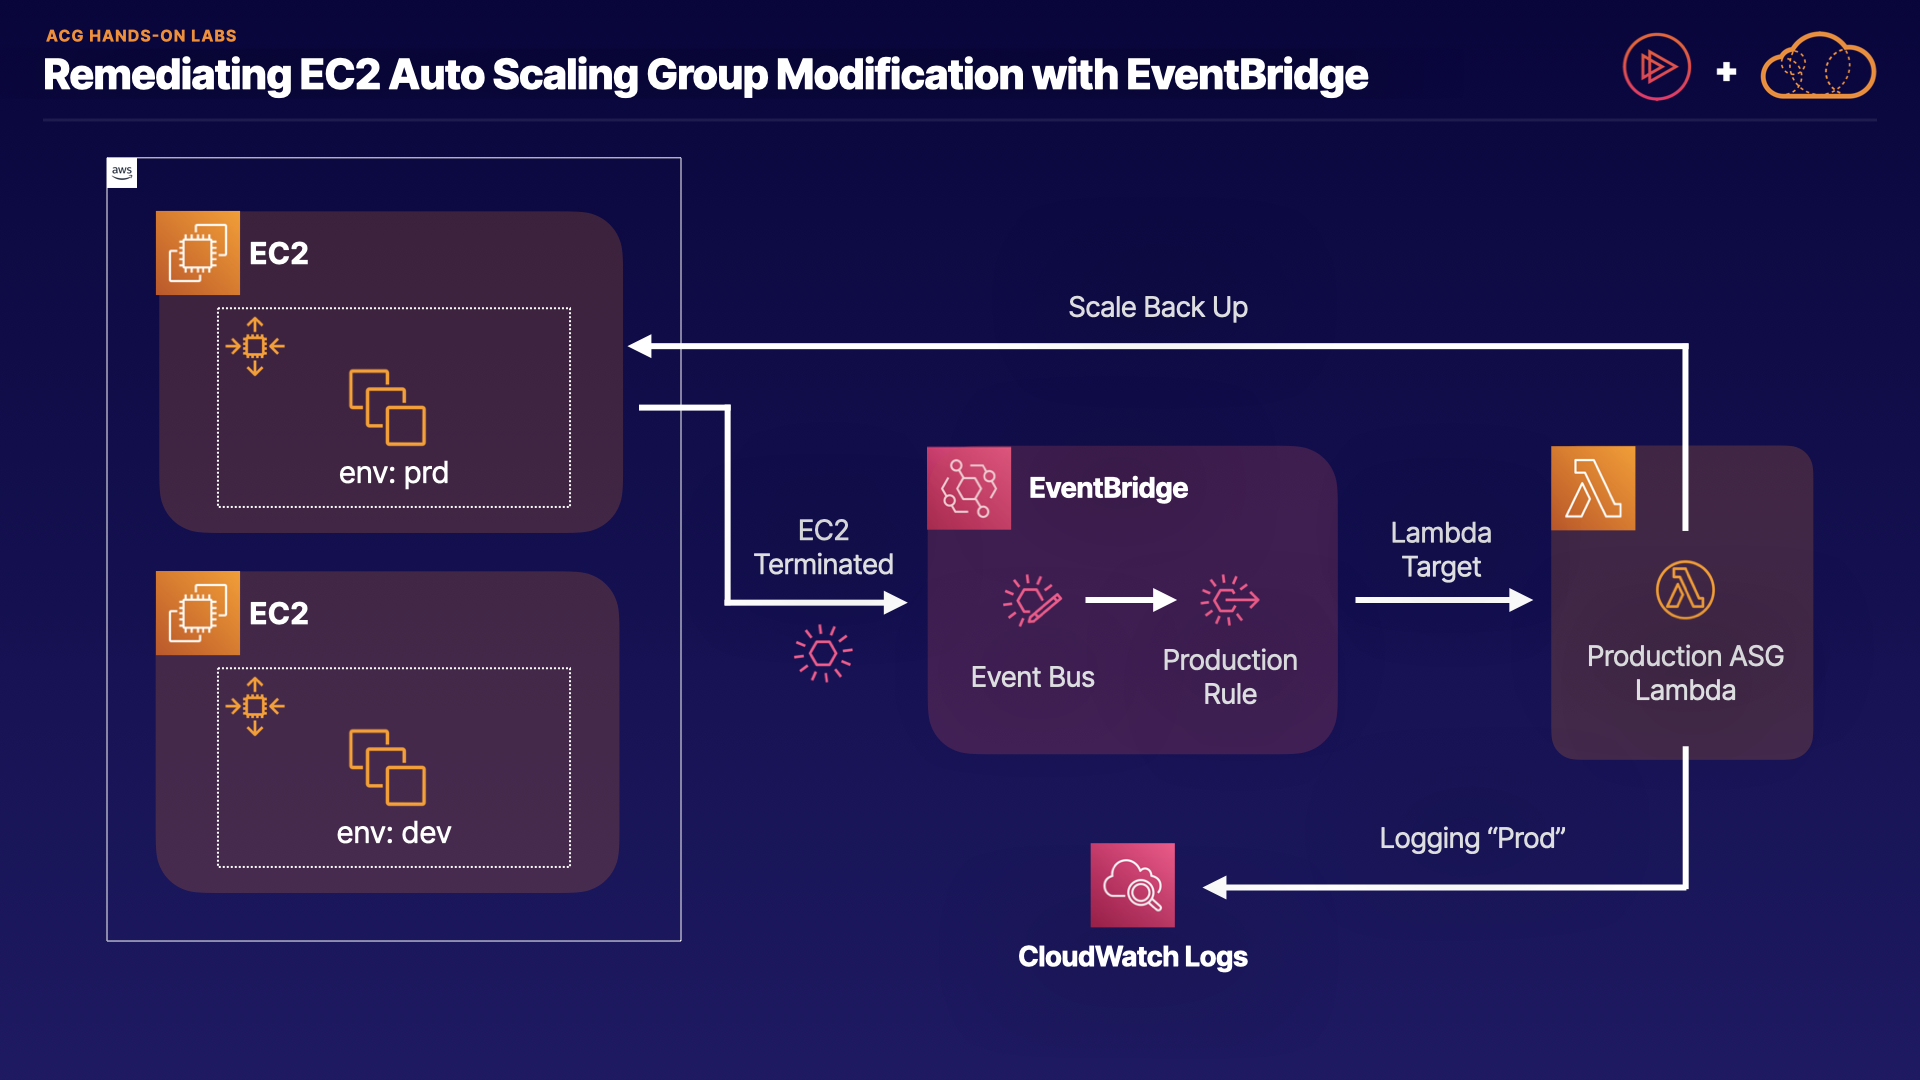 ACG HANDS-ON LABS
Remediating EC2 Auto Scaling Group Modification with EventBridge
+
aws
EC2
env: prd
EC2
env: dev
Scale Back Up
EC2
Terminated
EventBridge
Event Bus
Production
Rule
Lambda
Target
Production ASG
Lambda
Logging “Prod”
CloudWatch Logs